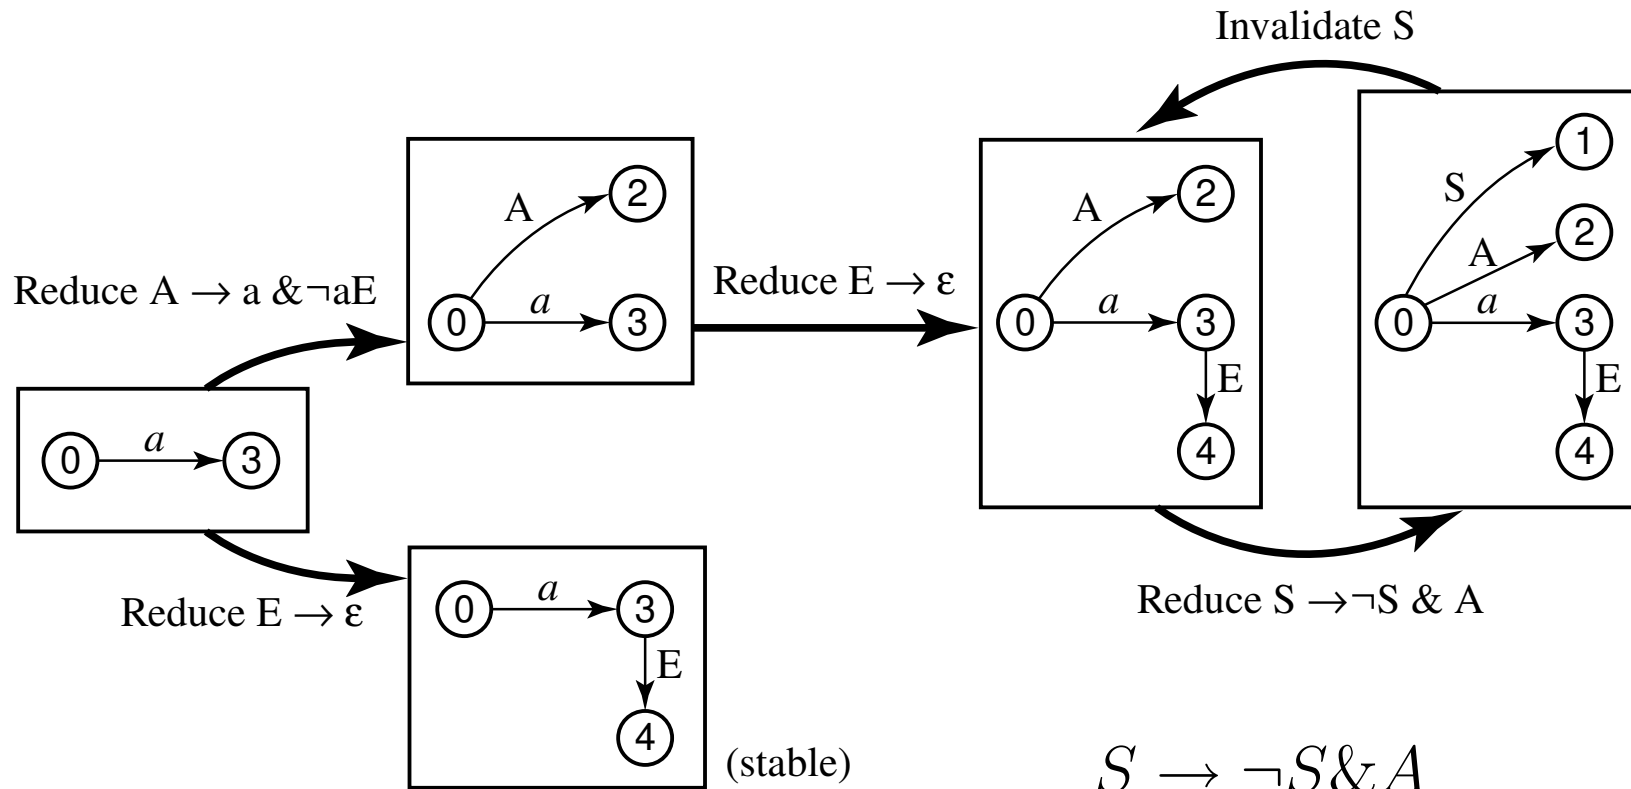 Invalidate S
1
S
2
A
0
a
3
E
4
A
2
0
a
3
E
4
A
2
0
a
3
Reduce A → a &¬aE
Reduce E → ε
0
a
3
Reduce E → ε
0
a
3
E
4
(stable)
Reduce S →¬S & A
S → ¬S&A